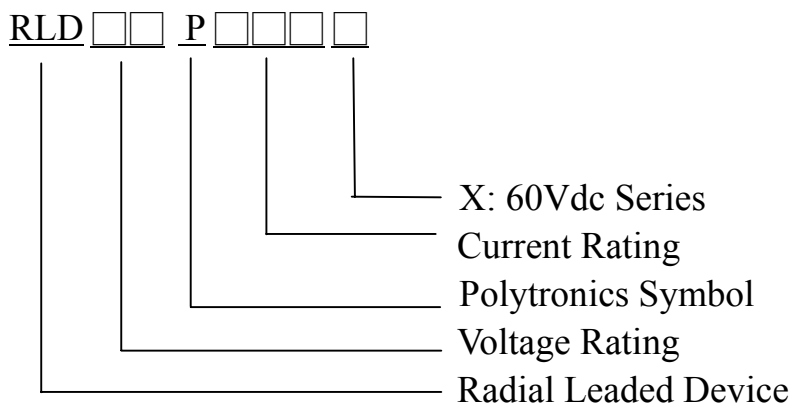 RLD □□ P □□□ □
X: 60Vdc Series
Current Rating
Polytronics Symbol
Voltage Rating
Radial Leaded Device